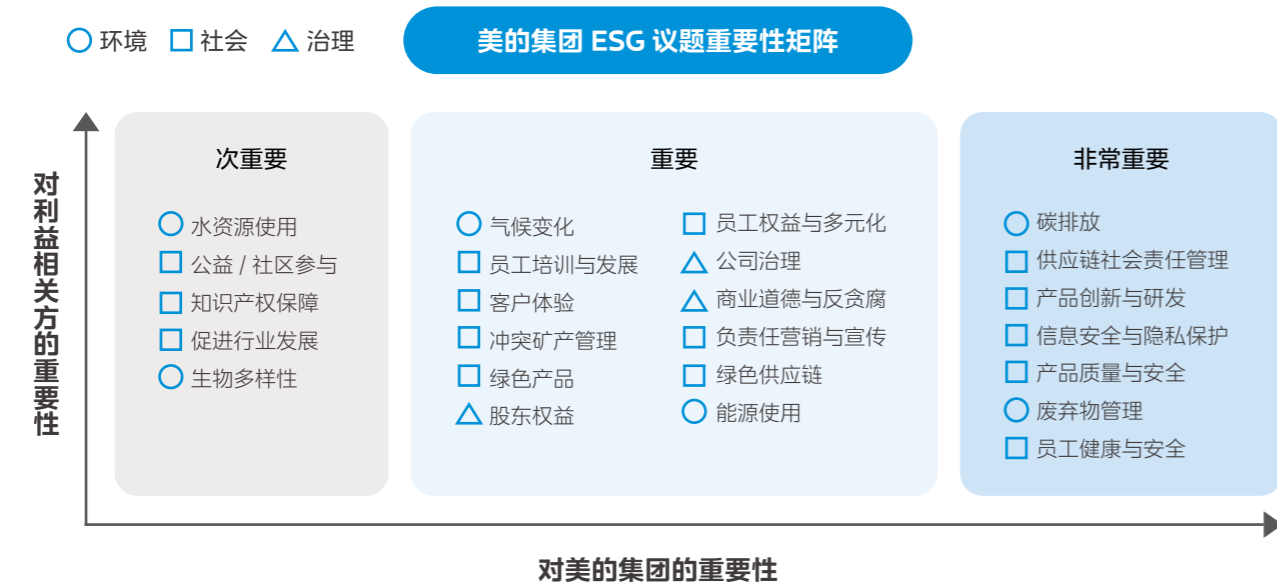 环境 社会 治理
美的集团 ESG 议题重要性矩阵
对利益相关方的重要性
次重要
水资源使用
公益 / 社区参与
知识产权保障
促进行业发展
生物多样性
重要
气候变化
员工培训与发展
客户体验
冲突矿产管理
绿色产品
股东权益
员工权益与多元化
公司治理
商业道德与反贪腐
负责任营销与宣传
绿色供应链
能源使用
非常重要
碳排放
供应链社会责任管理
产品创新与研发
信息安全与隐私保护
产品质量与安全
废弃物管理
员工健康与安全
对美的集团的重要性